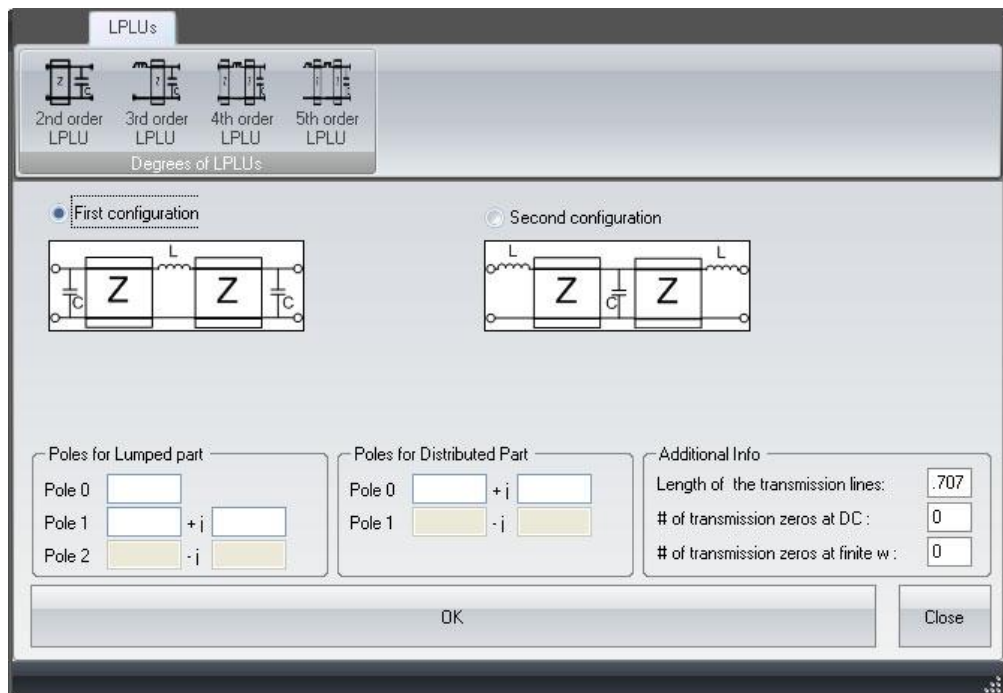 LPLUs
2nd order LPLU
3rd order LPLU
4th order LPLU
5th order LPLU
Degrees of LPLUs
First configuration
Second configuration
L
C
Z
Z
C
L
L
Z
C
Z
Poles for Lumped part
Pole 0
Pole 1 + j
Pole 2 - j
Poles for Distributed Part
Pole 0 + j
Pole 1 - j
Additional Info
Length of the transmission lines: .707
# of transmission zeros at DC : 0
# of transmission zeros at finite w : 0
OK
Close